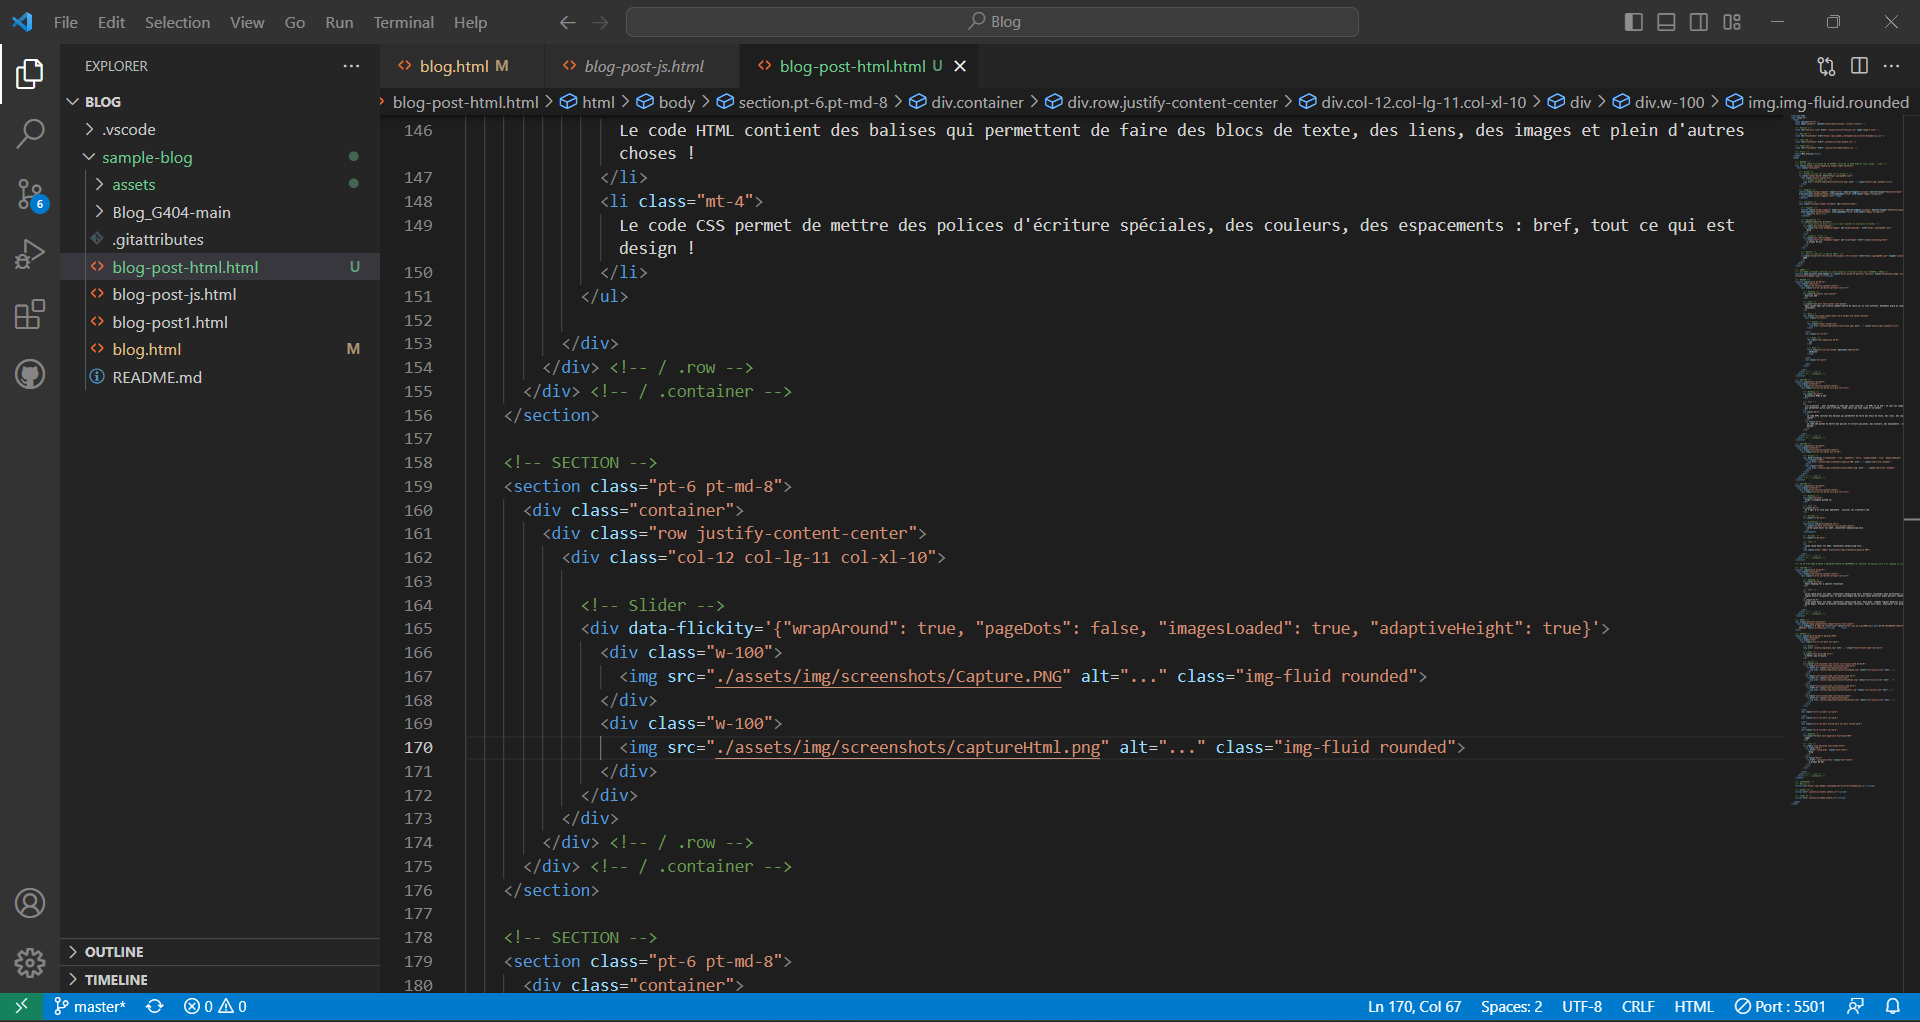 File Edit Selection View Go Run Terminal Help
Blog
EXPLORER
BLOG
.vscode
sample-blog
assets
Blog_G404-main
.gitattributes
blog-post-html.html U
blog-post-js.html
blog-post1.html
blog.html M
README.md
OUTLINE
TIMELINE
6
blog.html M
blog-post-js.html
blog-post-html.html U
blog-post-html.html > html > body > section.pt-6.pt-md-8 > div.container > div.row.justify-content-center > div.col-12.col-lg-11.col-xl-10 > div > div.w-100 > img.img-fluid.rounded
146 Le code HTML contient des balises qui permettent de faire des blocs de texte, des liens, des images et plein d'autres
choses !
147 </li>
148 <li class="mt-4">
149 Le code CSS permet de mettre des polices d'écriture spéciales, des couleurs, des espacements : bref, tout ce qui est
design !
150 </li>
151 </ul>
152
153 </div>
154 </div> <!-- / .row -->
155 </div> <!-- / .container -->
156 </section>
157
158 <!-- SECTION -->
159 <section class="pt-6 pt-md-8">
160 <div class="container">
161 <div class="row justify-content-center">
162 <div class="col-12 col-lg-11 col-xl-10">
163
164 <!-- Slider -->
165 <div data-flickity='{"wrapAround": true, "pageDots": false, "imagesLoaded": true, "adaptiveHeight": true}'>
166 <div class="w-100">
167 <img src="./assets/img/screenshots/Capture.PNG" alt="..." class="img-fluid rounded">
168 </div>
169 <div class="w-100">
170 <img src="./assets/img/screenshots/captureHtml.png" alt="..." class="img-fluid rounded">
171 </div>
172 </div>
173 </div>
174 </div> <!-- / .row -->
175 </div> <!-- / .container -->
176 </section>
177
178 <!-- SECTION -->
179 <section class="pt-6 pt-md-8">
180 <div class="container">
master* 0 0
Ln 170, Col 67 Spaces: 2 UTF-8 CRLF HTML Port : 5501